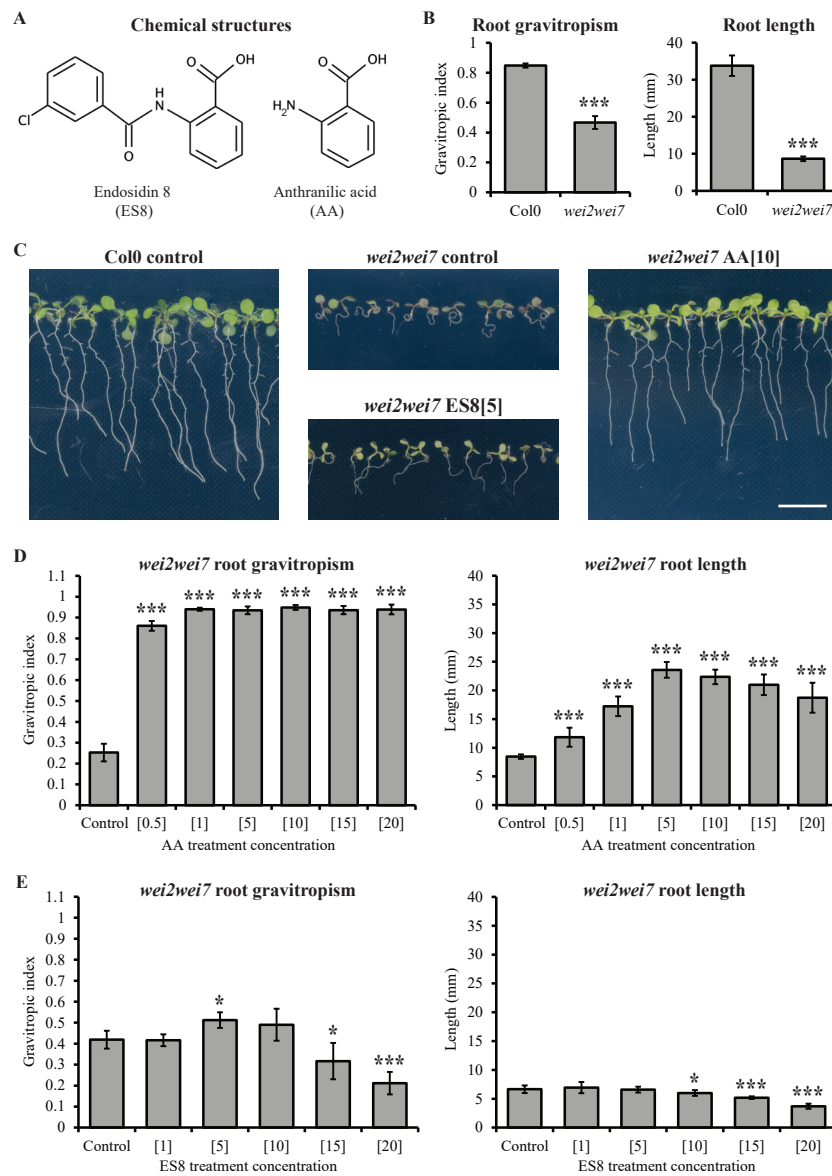 A
Chemical structures
O
OH
H
N
Cl
O
Endosidin 8
(ES8)
O
OH
H₂N
Anthranilic acid
(AA)
B
Root gravitropism
Gravitropic index
1
0.8
0.6
0.4
0.2
0
***
Col0 wei2wei7
Root length
Length (mm)
40
30
20
10
0
***
Col0 wei2wei7
C
Col0 control
wei2wei7 control
wei2wei7 AA[10]
wei2wei7 ES8[5]
D
wei2wei7 root gravitropism
Gravitropic index
1.1
1
0.9
0.8
0.7
0.6
0.5
0.4
0.3
0.2
0.1
0
*** *** *** *** *** ***
Control [0.5] [1] [5] [10] [15] [20]
AA treatment concentration
wei2wei7 root length
Length (mm)
40
35
30
25
20
15
10
5
0
*** *** *** *** *** ***
Control [0.5] [1] [5] [10] [15] [20]
AA treatment concentration
E
wei2wei7 root gravitropism
Gravitropic index
1.1
1
0.9
0.8
0.7
0.6
0.5
0.4
0.3
0.2
0.1
0
* * ***
Control [1] [5] [10] [15] [20]
ES8 treatment concentration
wei2wei7 root length
Length (mm)
40
35
30
25
20
15
10
5
0
* *** ***
Control [1] [5] [10] [15] [20]
ES8 treatment concentration